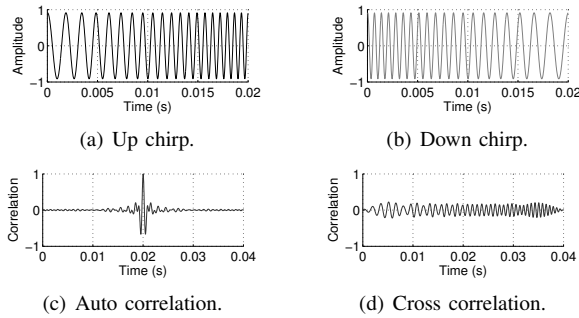 1
0
−1
Amplitude
0
0.005
0.01
0.015
0.02
Time (s)
(a) Up chirp.
1
0
−1
Amplitude
0
0.005
0.01
0.015
0.02
Time (s)
(b) Down chirp.
1
0
−1
Correlation
0
0.01
0.02
0.03
0.04
Time (s)
(c) Auto correlation.
1
0
−1
Correlation
0
0.01
0.02
0.03
0.04
Time (s)
(d) Cross correlation.